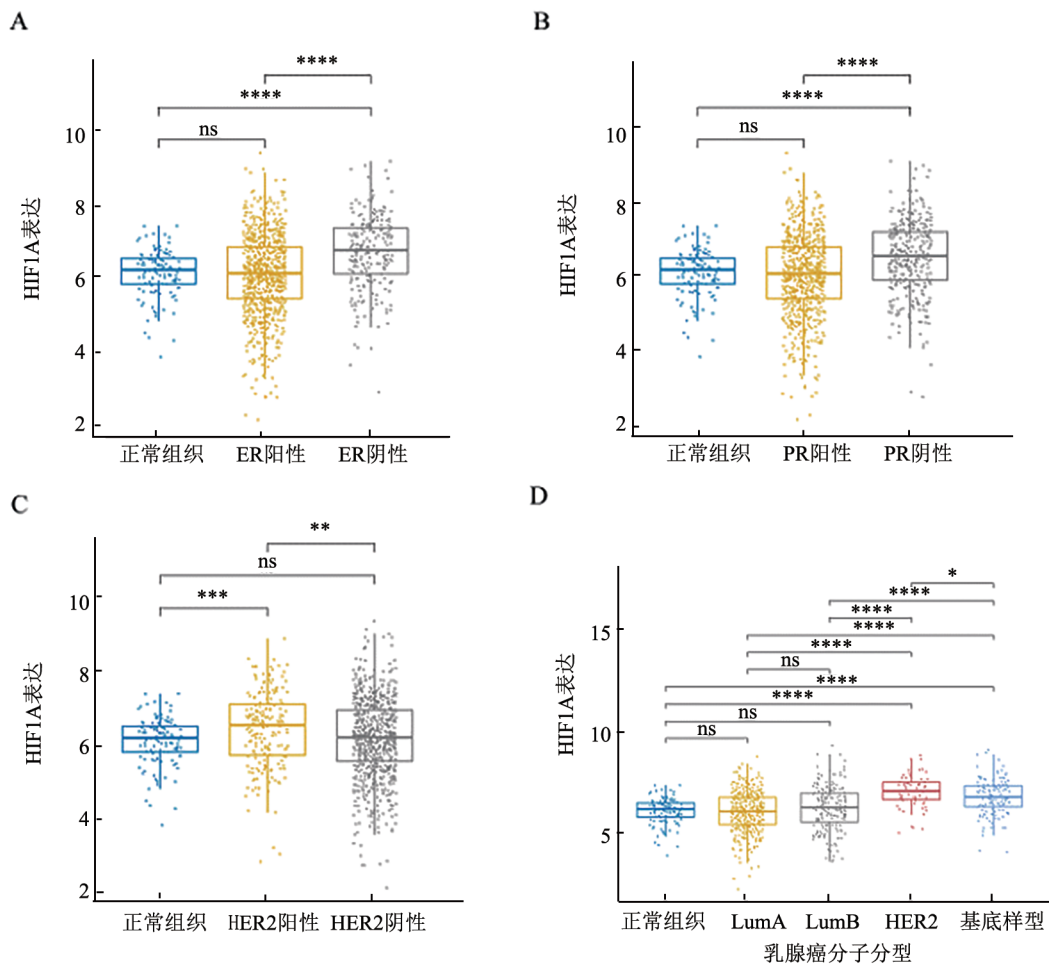 A
HIF1A表达
10
8
6
4
2
****
****
ns
正常组织
ER阳性
ER阴性
B
HIF1A表达
10
8
6
4
2
****
****
ns
正常组织
PR阳性
PR阴性
C
HIF1A表达
10
8
6
4
2
**
ns
***
正常组织
HER2阳性
HER2阴性
D
HIF1A表达
15
10
5
*
****
****
****
****
ns
****
****
ns
ns
正常组织
LumA
LumB
HER2
基底样型
乳腺癌分子分型